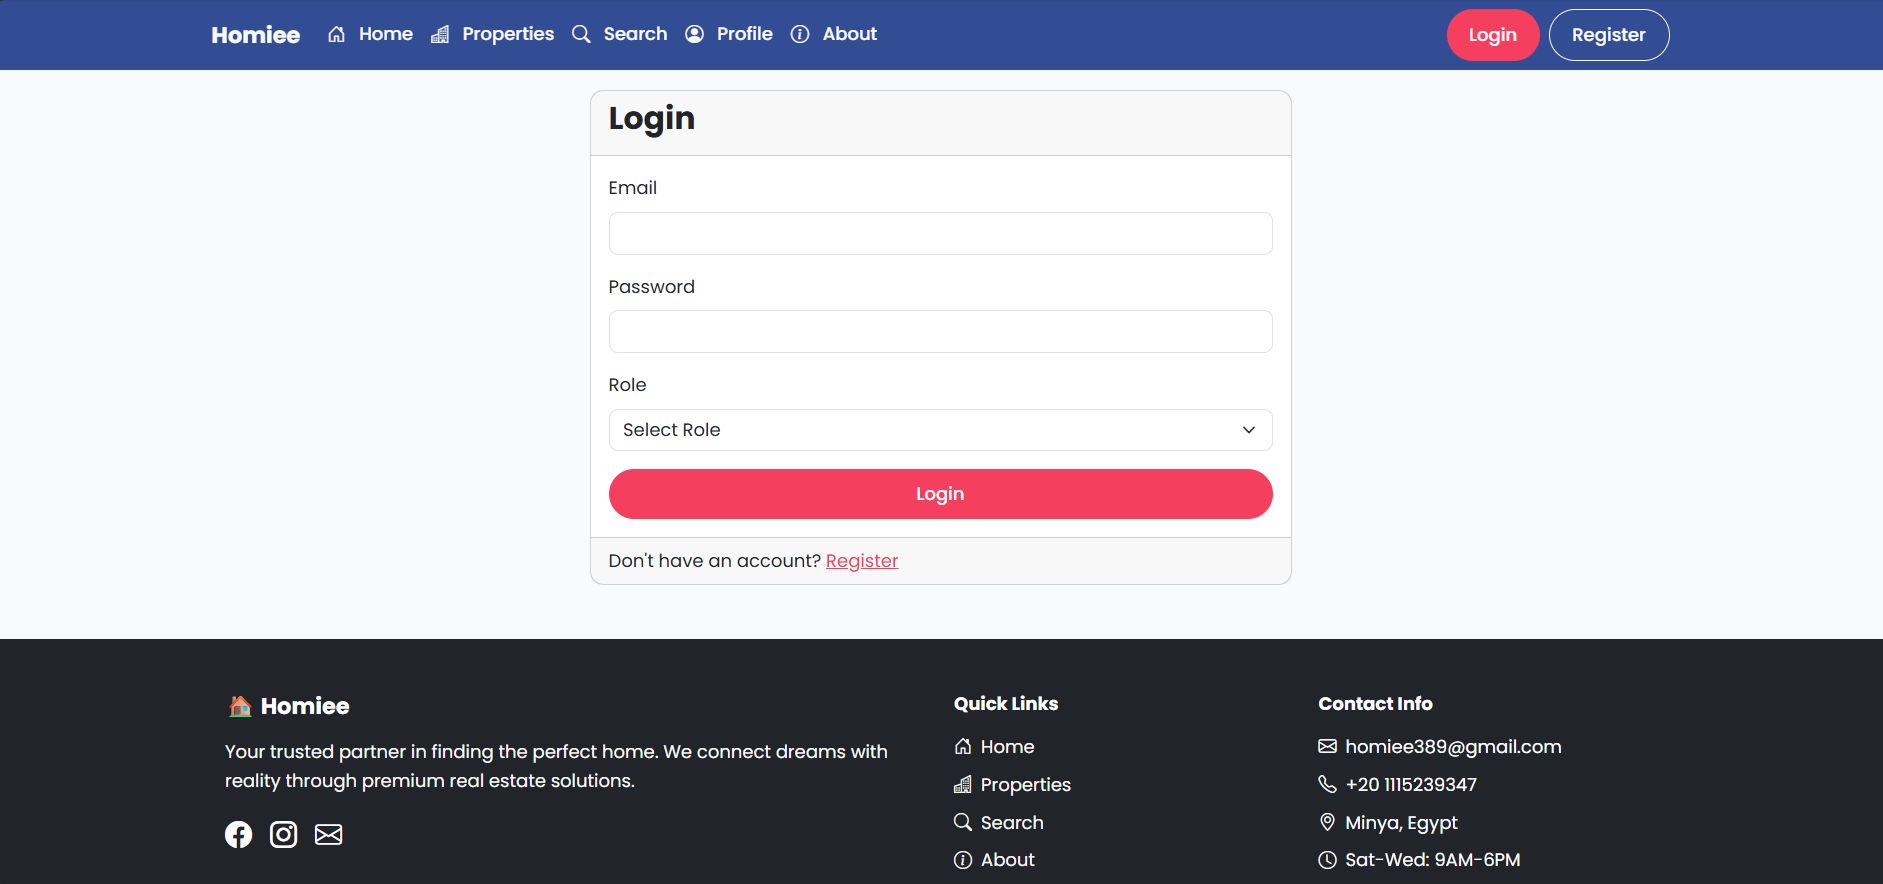 Homiee Home Properties Search Profile About Login Register
Login
Email
Password
Role
Select Role
Login
Don't have an account? Register
Homiee
Your trusted partner in finding the perfect home. We connect dreams with
reality through premium real estate solutions.
Quick Links
Home
Properties
Search
About
Contact Info
homiee389@gmail.com
+20 1115239347
Minya, Egypt
Sat-Wed: 9AM-6PM